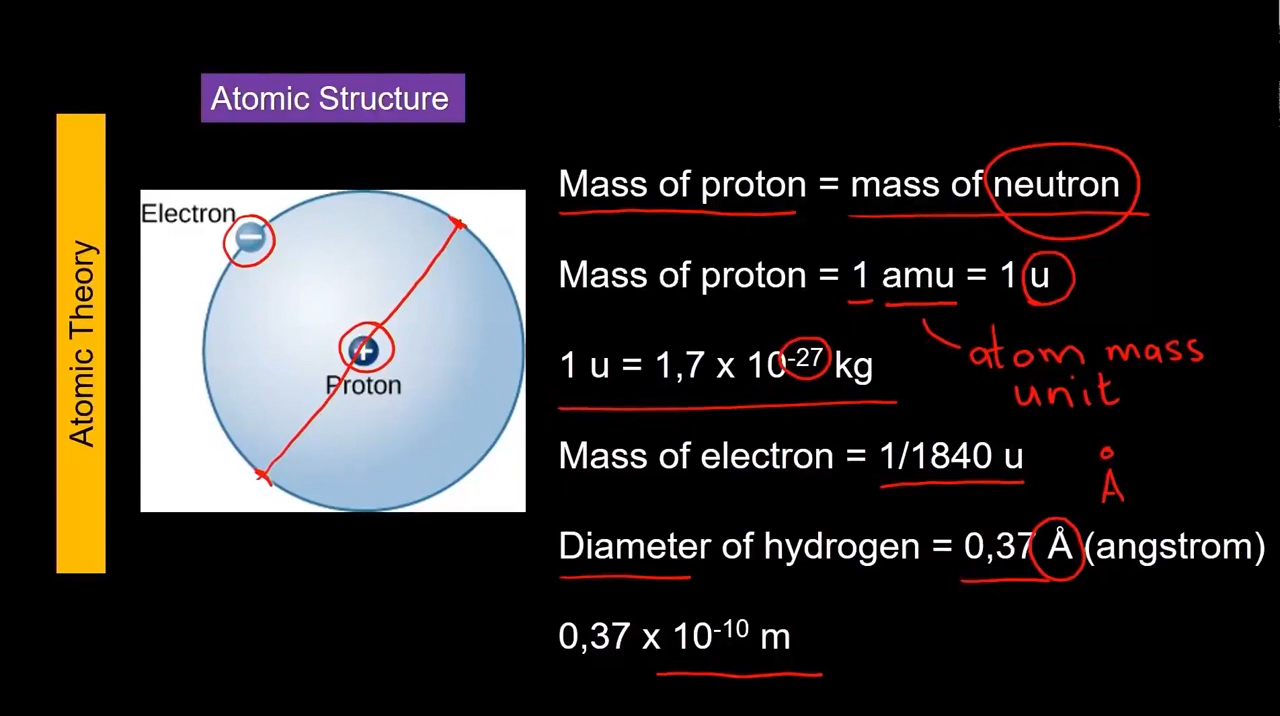 Atomic Structure
Atomic Theory
Electron
−
+
Proton
Mass of proton = mass of neutron
Mass of proton = 1 amu = 1 u
atom mass
unit
1 u = 1,7 x 10⁻²⁷ kg
Mass of electron = 1/1840 u
Å
Diameter of hydrogen = 0,37 Å (angstrom)
0,37 x 10⁻¹⁰ m